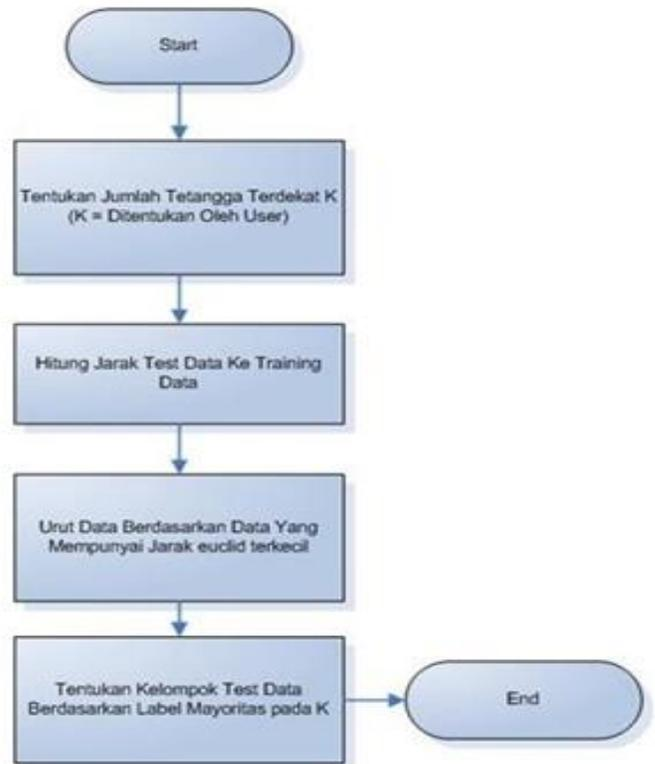 Start
Tentukan Jumlah Tetangga Terdekat K
(K = Ditentukan Oleh User)
Hitung Jarak Test Data Ke Training
Data
Urut Data Berdasarkan Data Yang
Mempunyai Jarak euclid terkecil
Tentukan Kelompok Test Data
Berdasarkan Label Mayoritas pada K
End